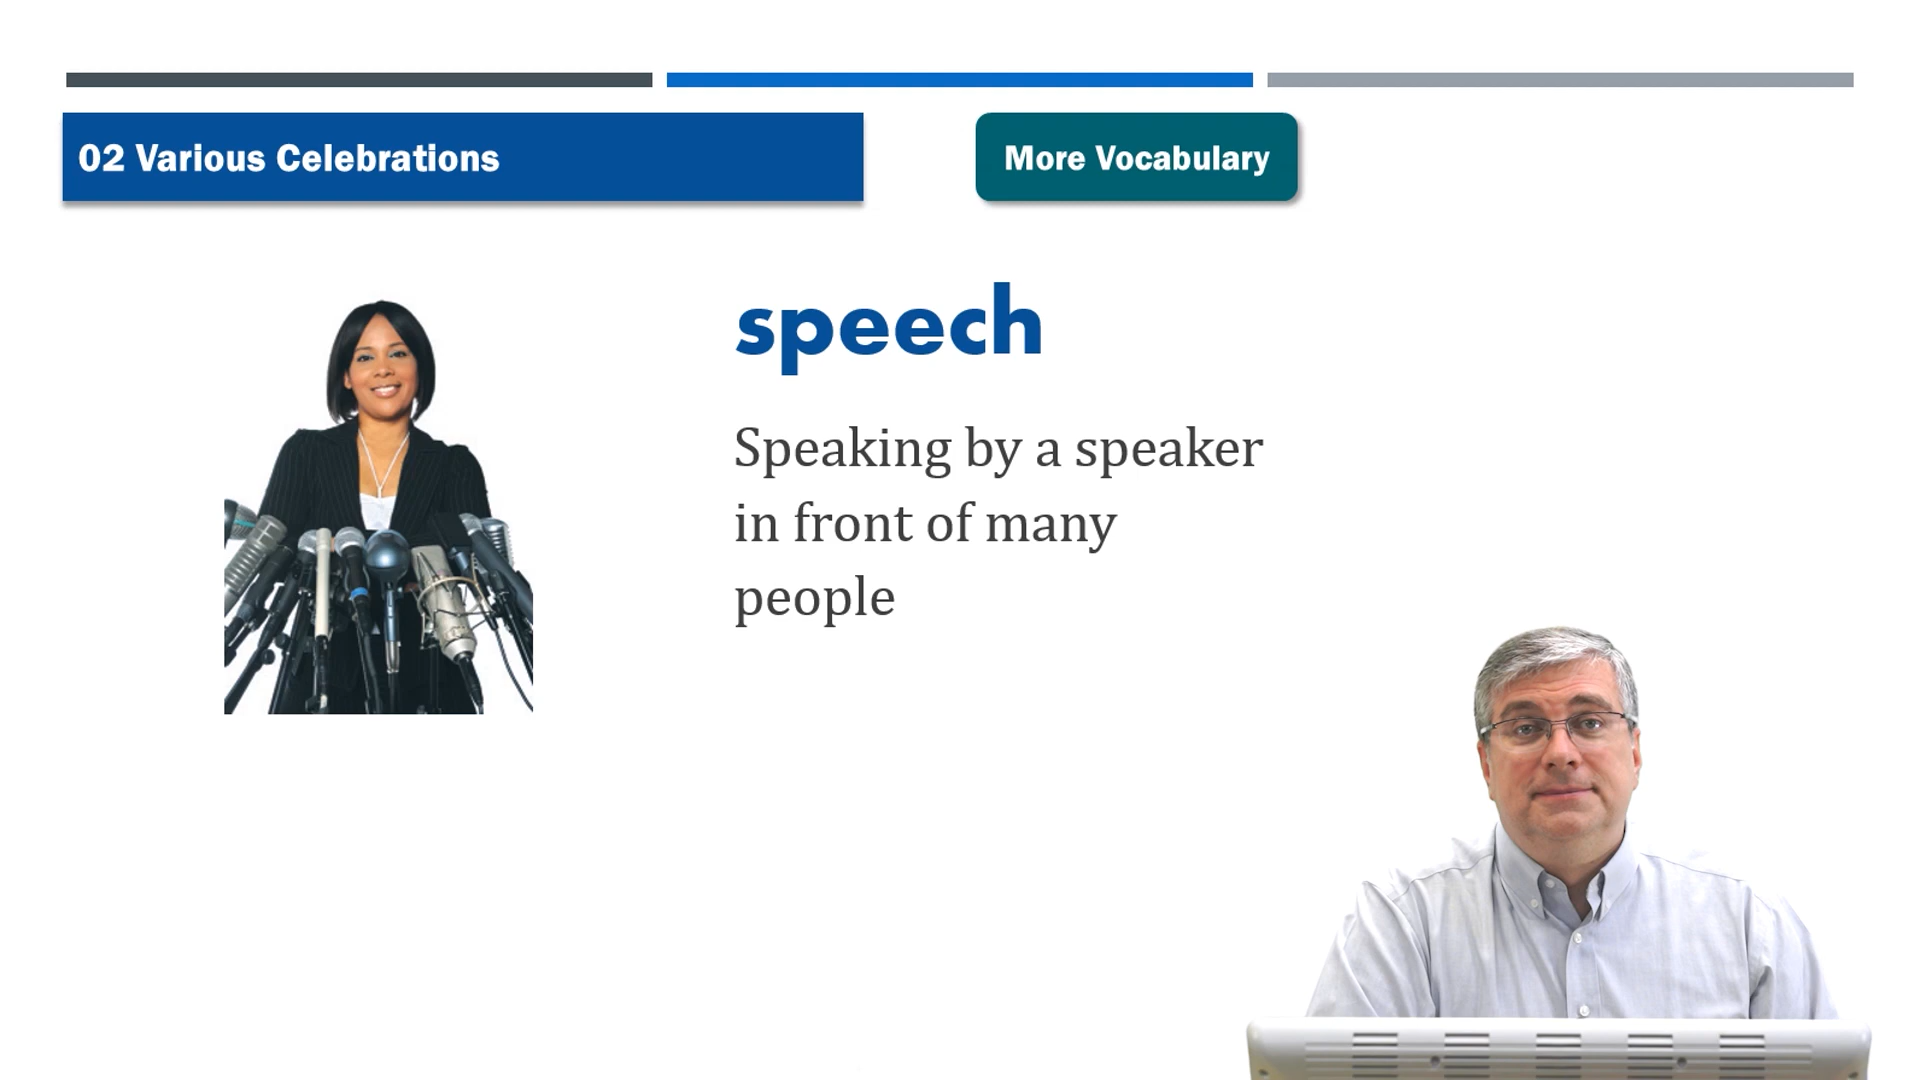 02 Various Celebrations
More Vocabulary
speech
Speaking by a speaker
in front of many
people